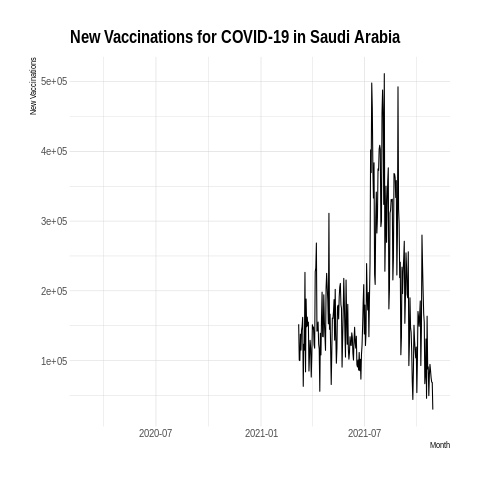 New Vaccinations for COVID-19 in Saudi Arabia
New Vaccinations
5e+05
4e+05
3e+05
2e+05
1e+05
2020-07
2021-01
2021-07
Month